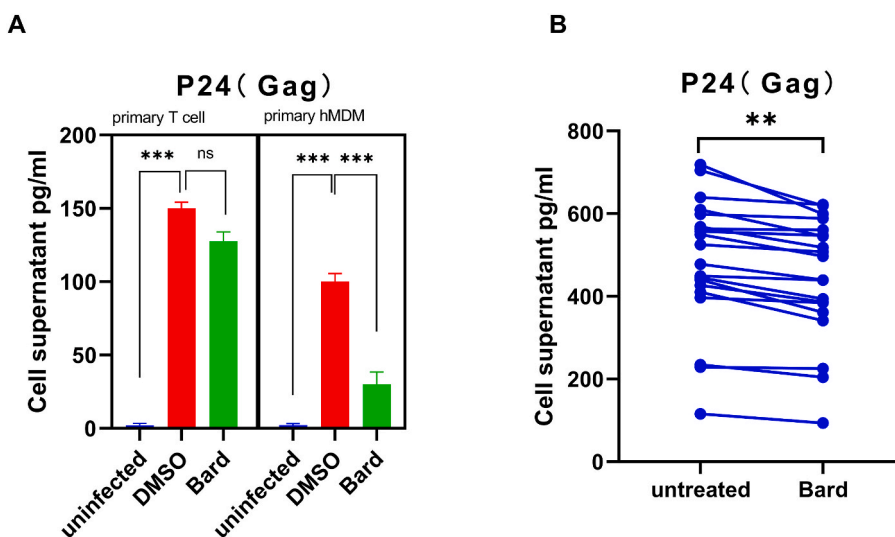 A
P24( Gag)
primary T cell
primary hMDM
Cell supernatant pg/ml
200
150
100
50
0
***
ns
***
***
uninfected
DMSO
Bard
uninfected
DMSO
Bard
B
P24( Gag)
**
Cell supernatant pg/ml
800
600
400
200
0
untreated
Bard